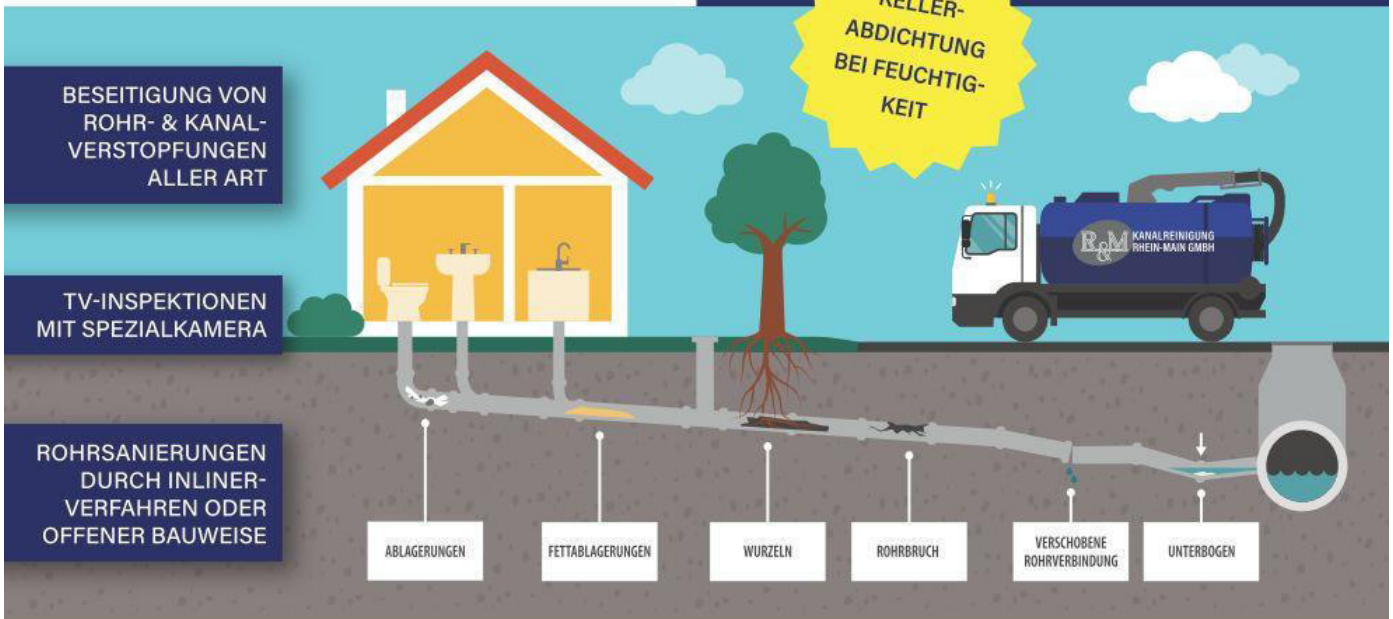 KELLER-
ABDICHTUNG
BEI FEUCHTIG-
KEIT
BESEITIGUNG VON
ROHR- & KANAL-
VERSTOPFUNGEN
ALLER ART
R&M KANALREINIGUNG
RHEIN-MAIN GMBH
TV-INSPEKTIONEN
MIT SPEZIALKAMERA
ROHRSANIERUNGEN
DURCH INLINER-
VERFAHREN ODER
OFFENER BAUWEISE
ABLAGERUNGEN
FETTABLAGERUNGEN
WURZELN
ROHRBRUCH
VERSCHOBENE
ROHRVERBINDUNG
UNTERBOGEN